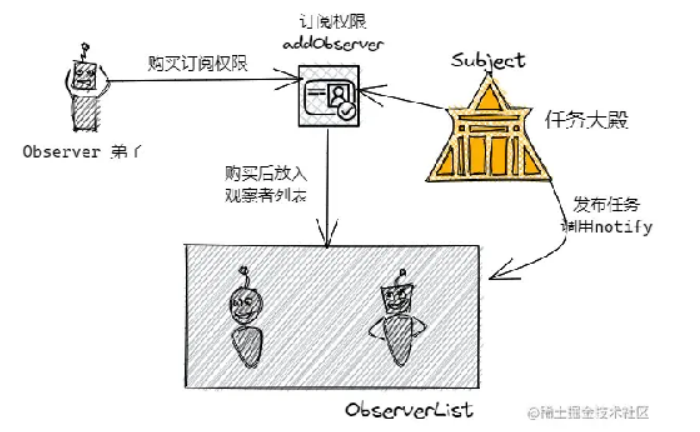 订阅权限
addObserver
购买订阅权限
Subject
任务大殿
Observer 弟子
购买后放入
观察者列表
发布任务
调用notify
ObserverList
@稀土掘金技术社区